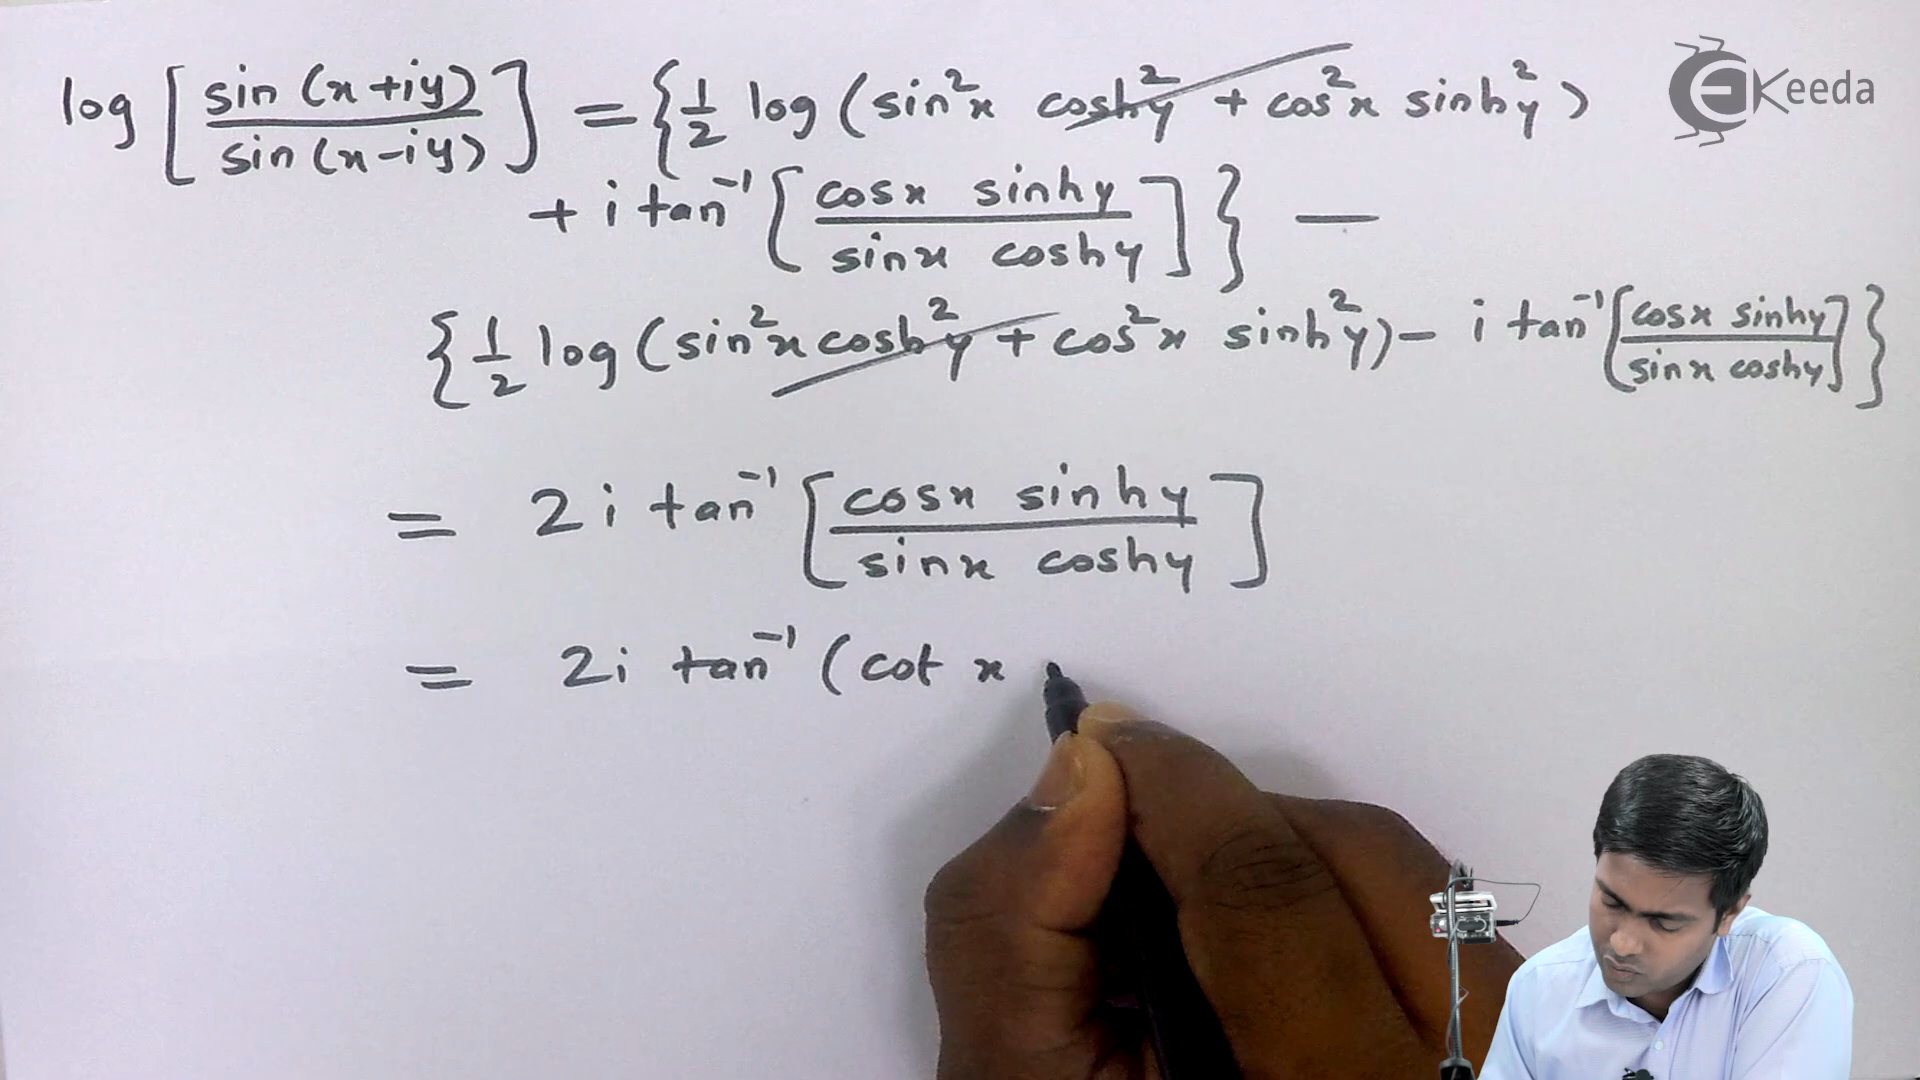 log [ sin (x+iy) / sin (x-iy) ] = { 1/2 log (sin²x cosh²y + cos²x sinh²y)
+ i tan⁻¹ [ cosx sinhy / sinx coshy ] } —
{ 1/2 log (sin²x cosh²y + cos²x sinh²y) - i tan⁻¹ [ cosx sinhy / sinx coshy ] }
= 2i tan⁻¹ [ cosx sinhy / sinx coshy ]
= 2i tan⁻¹ (cot x
eKeeda